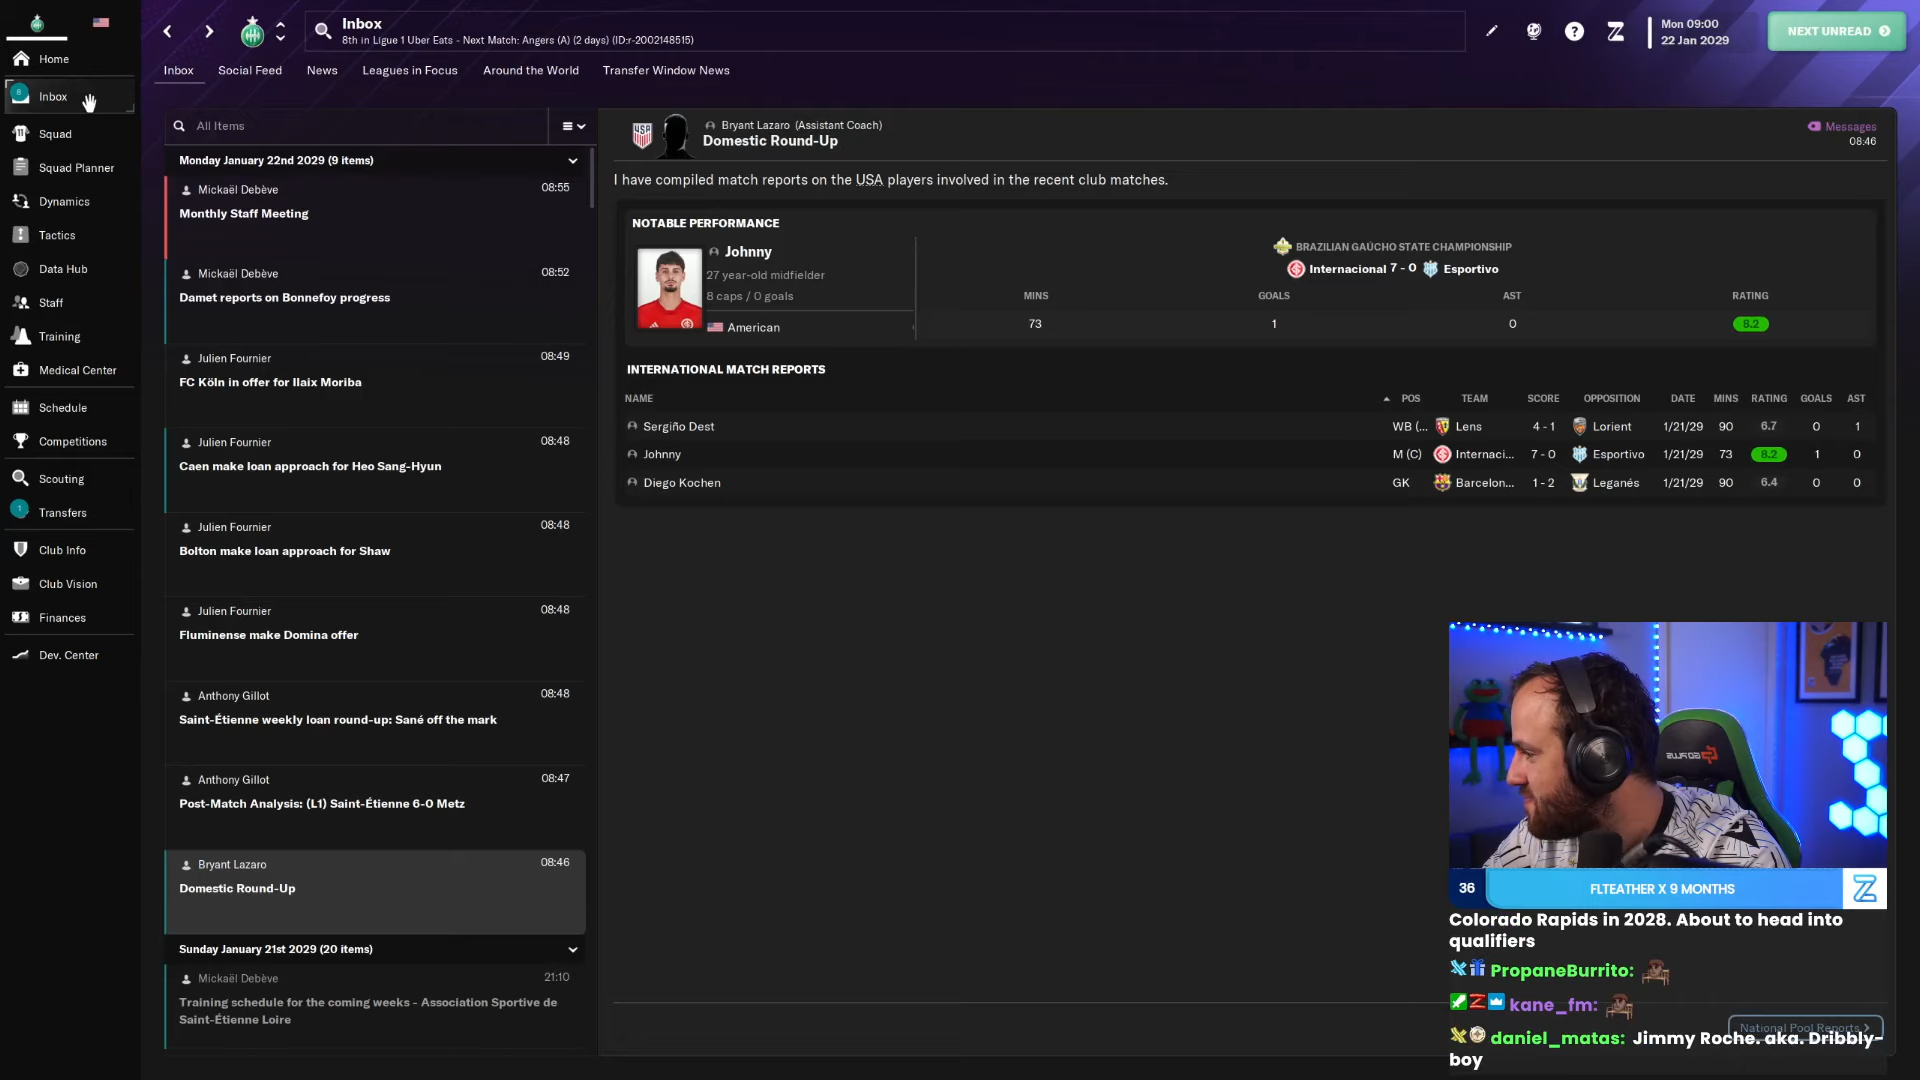 Inbox
8th in Ligue 1 Uber Eats - Next Match: Angers (A) (2 days) (ID:r-2002148515)
Mon 09:00
22 Jan 2029
NEXT UNREAD
Home
8
Inbox
Squad
Squad Planner
Dynamics
Tactics
Data Hub
Staff
Training
Medical Center
Schedule
Competitions
Scouting
1
Transfers
Club Info
Club Vision
Finances
Dev. Center
Inbox Social Feed News Leagues in Focus Around the World Transfer Window News
All Items
Monday January 22nd 2029 (9 items)
Mickaël Debève 08:55
Monthly Staff Meeting
Mickaël Debève 08:52
Damet reports on Bonnefoy progress
Julien Fournier 08:49
FC Köln in offer for Ilaix Moriba
Julien Fournier 08:48
Caen make loan approach for Heo Sang-Hyun
Julien Fournier 08:48
Bolton make loan approach for Shaw
Julien Fournier 08:48
Fluminense make Domina offer
Anthony Gillot 08:48
Saint-Étienne weekly loan round-up: Sané off the mark
Anthony Gillot 08:47
Post-Match Analysis: (L1) Saint-Étienne 6-0 Metz
Bryant Lazaro 08:46
Domestic Round-Up
Sunday January 21st 2029 (20 items)
Mickaël Debève 21:10
Training schedule for the coming weeks - Association Sportive de
Saint-Étienne Loire
Bryant Lazaro (Assistant Coach)
Domestic Round-Up
Messages
08:46
I have compiled match reports on the USA players involved in the recent club matches.
NOTABLE PERFORMANCE
Johnny
27 year-old midfielder
8 caps / 0 goals
American
BRAZILIAN GAÚCHO STATE CHAMPIONSHIP
Internacional 7 - 0 Esportivo
MINS GOALS AST RATING
73 1 0 8.2
INTERNATIONAL MATCH REPORTS
NAME POS TEAM SCORE OPPOSITION DATE MINS RATING GOALS AST
Sergiño Dest WB (... Lens 4 - 1 Lorient 1/21/29 90 6.7 0 1
Johnny M (C) Internaci... 7 - 0 Esportivo 1/21/29 73 8.2 1 0
Diego Kochen GK Barcelon... 1 - 2 Leganés 1/21/29 90 6.4 0 0
36 FLTEATHER X 9 MONTHS
Colorado Rapids in 2028. About to head into
qualifiers
PropaneBurrito:
kane_fm:
National Pool Reports
daniel_matas: Jimmy Roche. aka. Dribbly-
boy